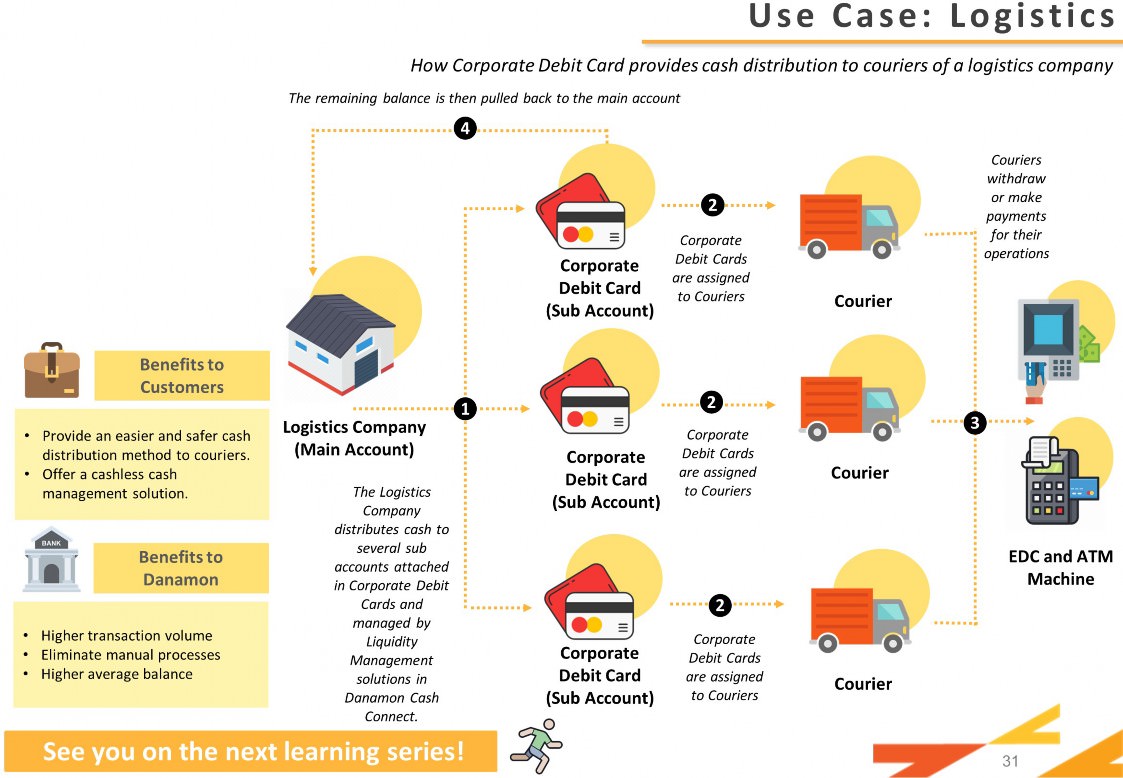 Use Case: Logistics
How Corporate Debit Card provides cash distribution to couriers of a logistics company
The remaining balance is then pulled back to the main account
4
Couriers
withdraw
or make
payments
for their
operations
2
Corporate
Debit Cards
are assigned
to Couriers
Corporate
Debit Card
(Sub Account)
Courier
Benefits to
Customers
• Provide an easier and safer cash
distribution method to couriers.
• Offer a cashless cash
management solution.
1
Logistics Company
(Main Account)
2
Corporate
Debit Cards
are assigned
to Couriers
Corporate
Debit Card
(Sub Account)
Courier
3
The Logistics
Company
distributes cash to
several sub
accounts attached
in Corporate Debit
Cards and
managed by
Liquidity
Management
solutions in
Danamon Cash
Connect.
BANK
Benefits to
Danamon
• Higher transaction volume
• Eliminate manual processes
• Higher average balance
EDC and ATM
Machine
2
Corporate
Debit Cards
are assigned
to Couriers
Corporate
Debit Card
(Sub Account)
Courier
See you on the next learning series!
31